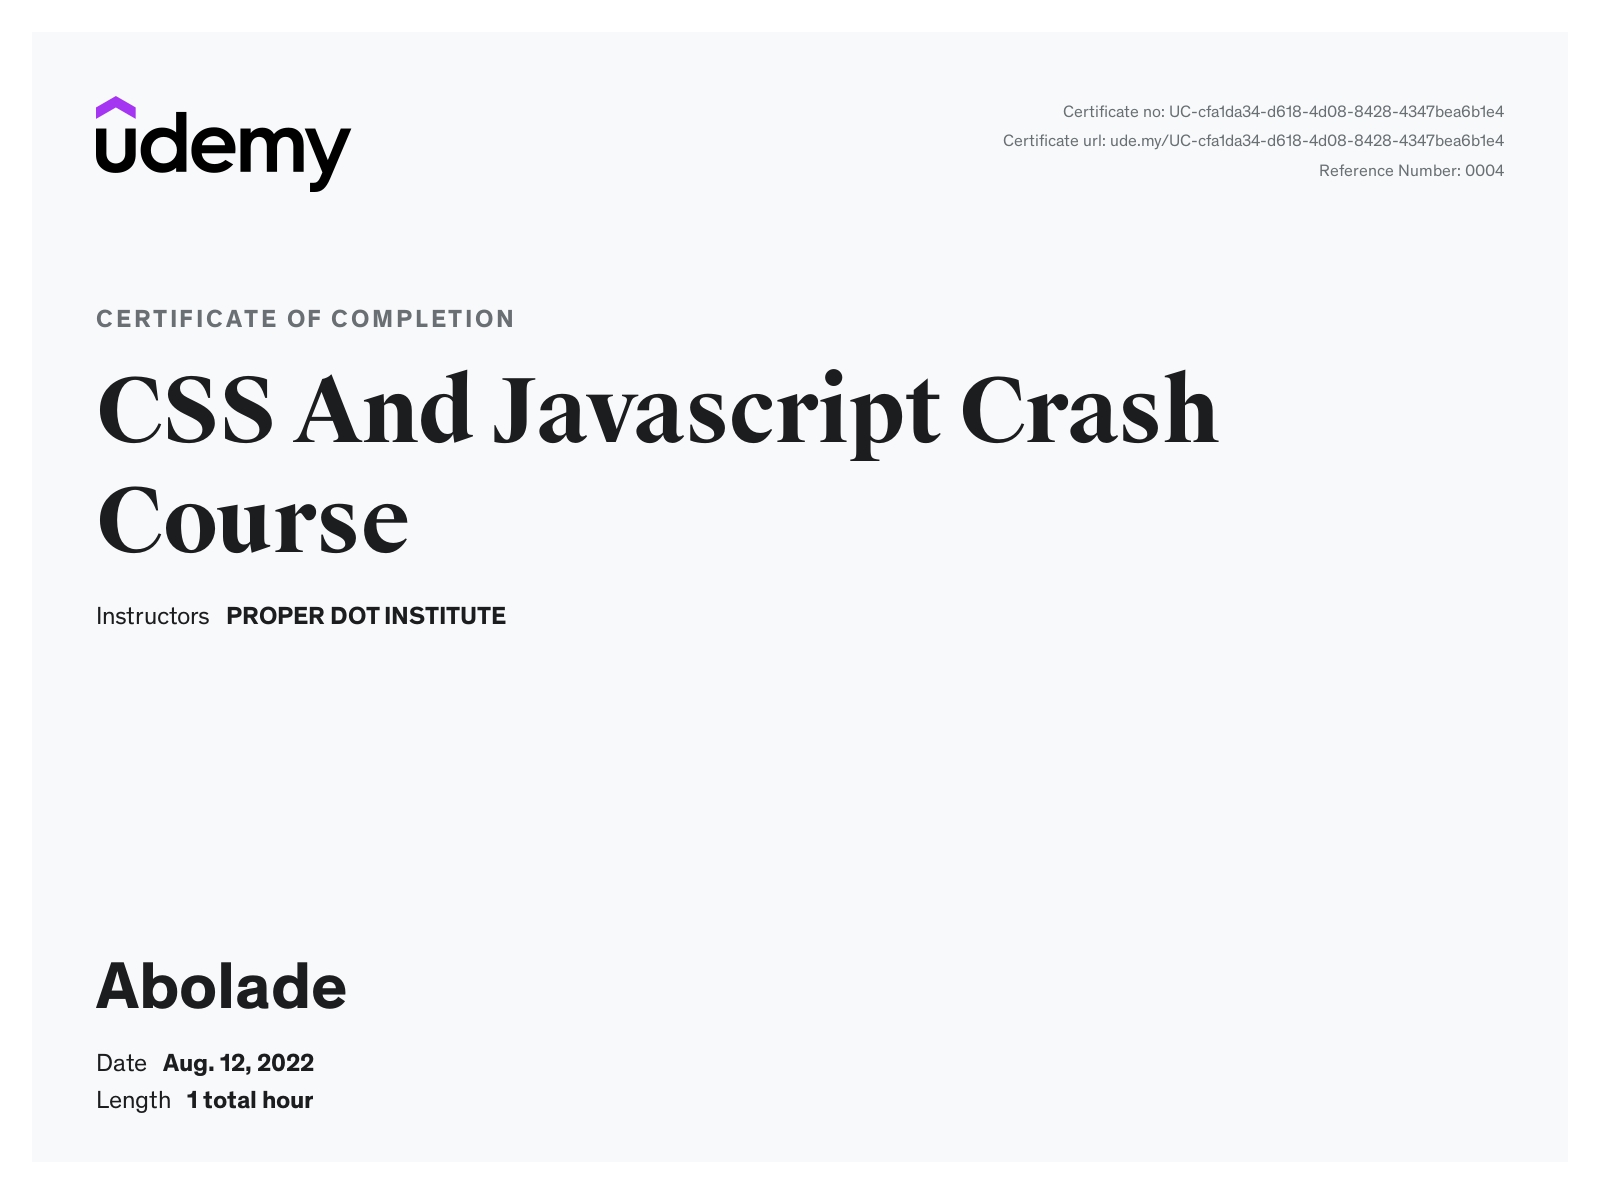 udemy
Certificate no: UC-cfa1da34-d618-4d08-8428-4347bea6b1e4
Certificate url: ude.my/UC-cfa1da34-d618-4d08-8428-4347bea6b1e4
Reference Number: 0004
CERTIFICATE OF COMPLETION
CSS And Javascript Crash
Course
Instructors PROPER DOT INSTITUTE
Abolade
Date Aug. 12, 2022
Length 1 total hour